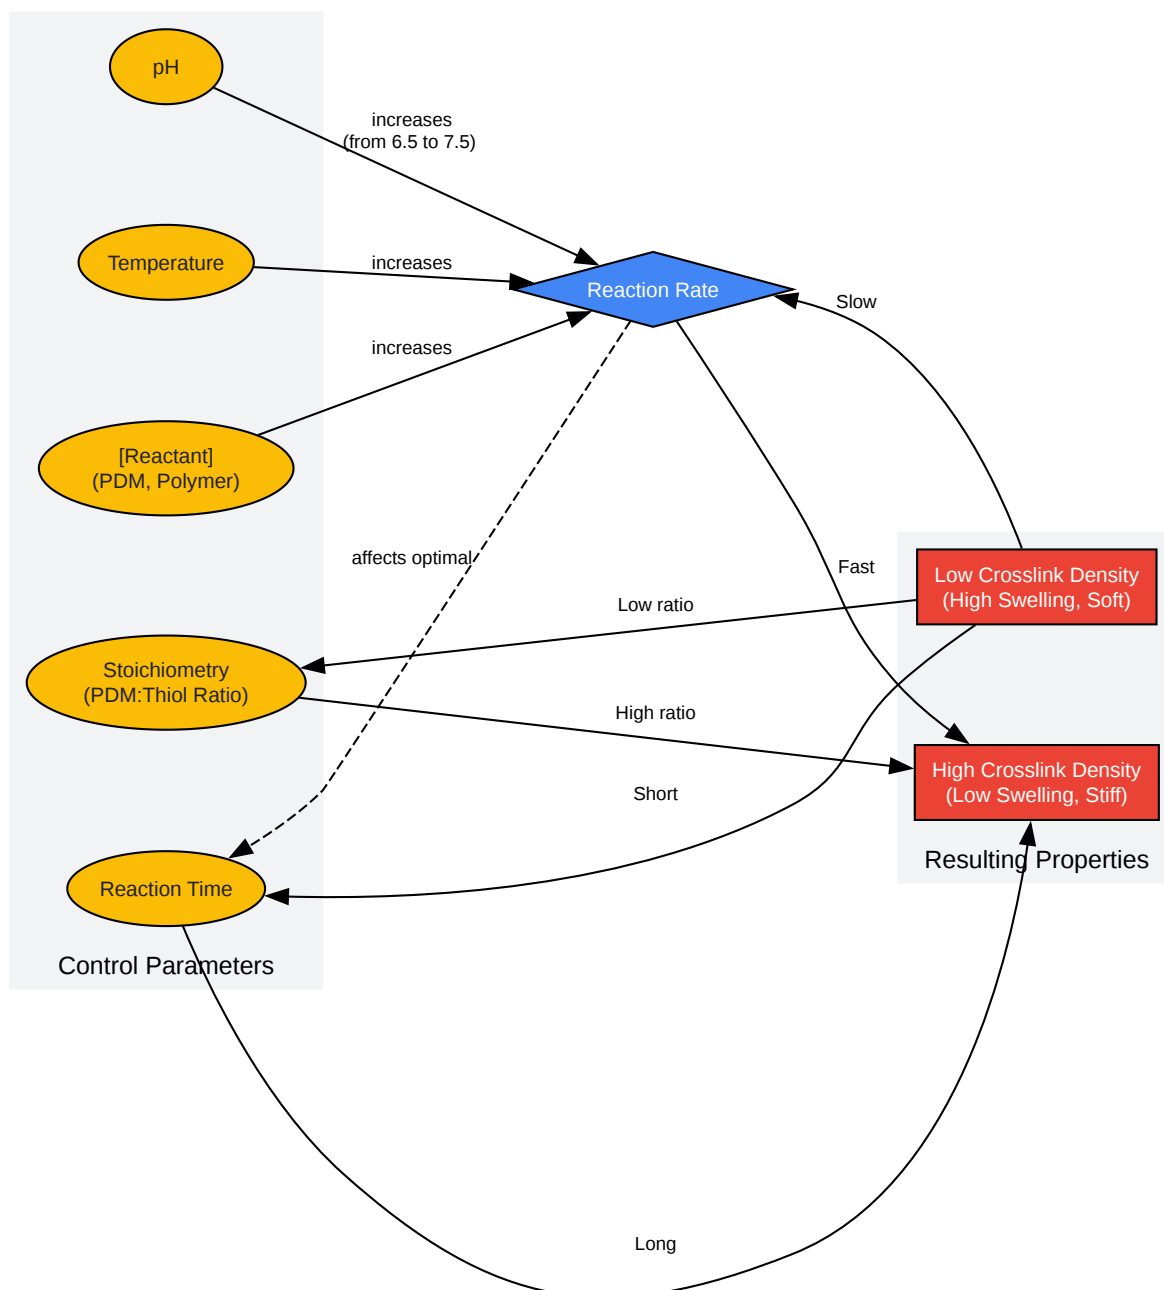 pH
increases
(from 6.5 to 7.5)
Temperature
increases
Reaction Rate
Slow
increases
[Reactant]
(PDM, Polymer)
affects optimal
Fast
Low Crosslink Density
(High Swelling, Soft)
Low ratio
Stoichiometry
(PDM:Thiol Ratio)
High ratio
High Crosslink Density
(Low Swelling, Stiff)
Short
Resulting Properties
Reaction Time
Control Parameters
Long